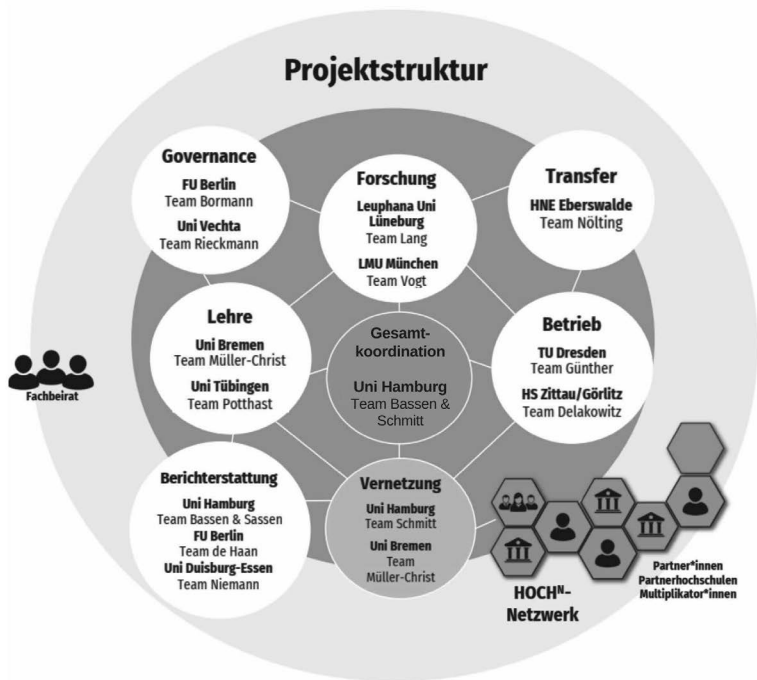 Projektstruktur
Governance
FU Berlin
Team Bormann
Uni Vechta
Team Rieckmann
Forschung
Leuphana Uni
Lüneburg
Team Lang
LMU München
Team Vogt
Transfer
HNE Eberswalde
Team Nölting
Lehre
Uni Bremen
Team Müller-Christ
Uni Tübingen
Team Potthast
Gesamt-
koordination
Uni Hamburg
Team Bassen &
Schmitt
Betrieb
TU Dresden
Team Günther
HS Zittau/Görlitz
Team Delakowitz
Fachbeirat
Berichterstattung
Uni Hamburg
Team Bassen & Sassen
FU Berlin
Team de Haan
Uni Duisburg-Essen
Team Niemann
Vernetzung
Uni Hamburg
Team Schmitt
Uni Bremen
Team
Müller-Christ
HOCHᴺ-
Netzwerk
Partner*innen
Partnerhochschulen
Multiplikator*innen